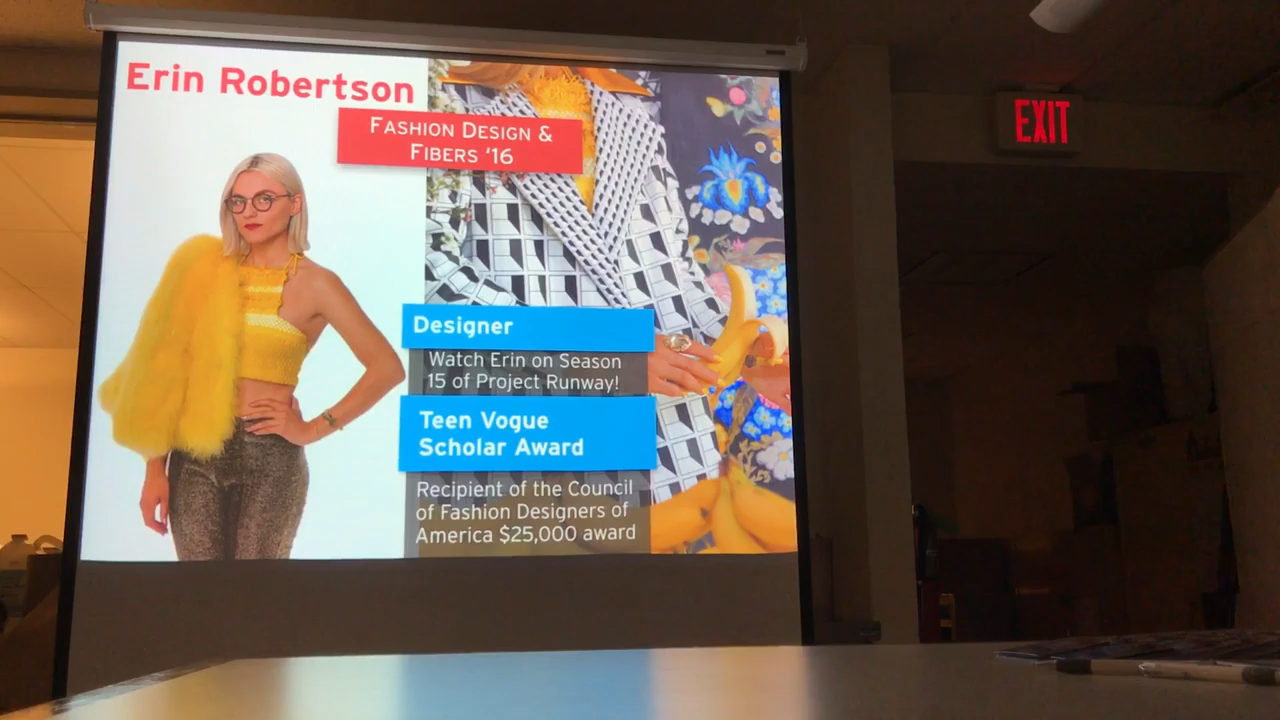 Erin Robertson
FASHION DESIGN &
FIBERS ‘16
Designer
Watch Erin on Season
15 of Project Runway!
Teen Vogue
Scholar Award
Recipient of the Council
of Fashion Designers of
America $25,000 award
EXIT